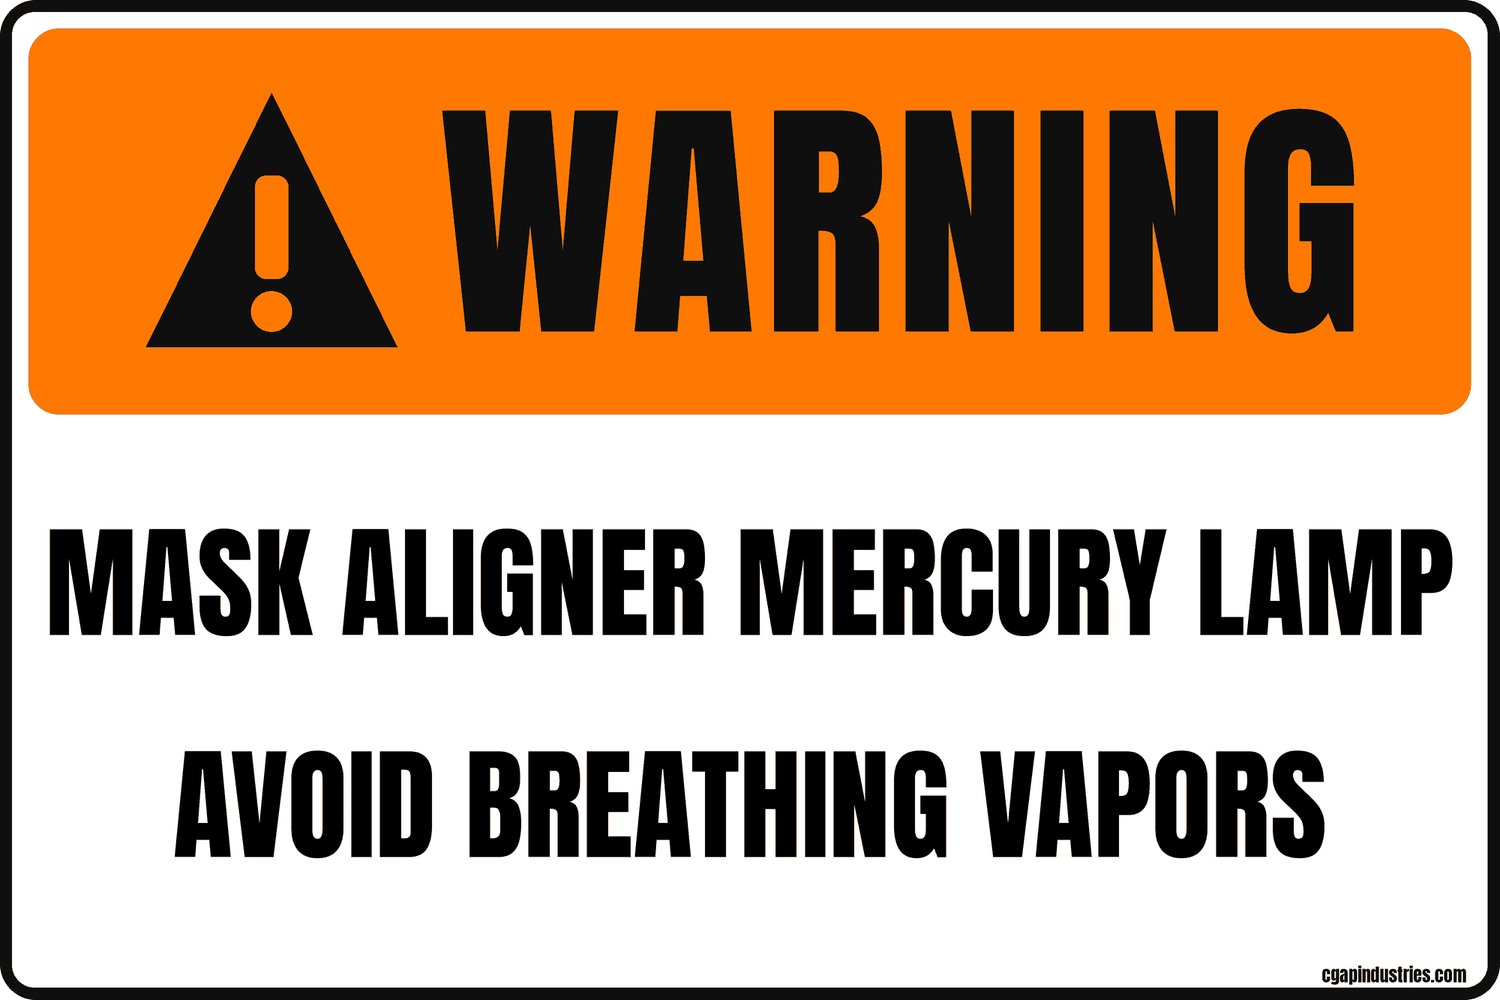 WARNING
MASK ALIGNER MERCURY LAMP
AVOID BREATHING VAPORS
cgapindustries.com